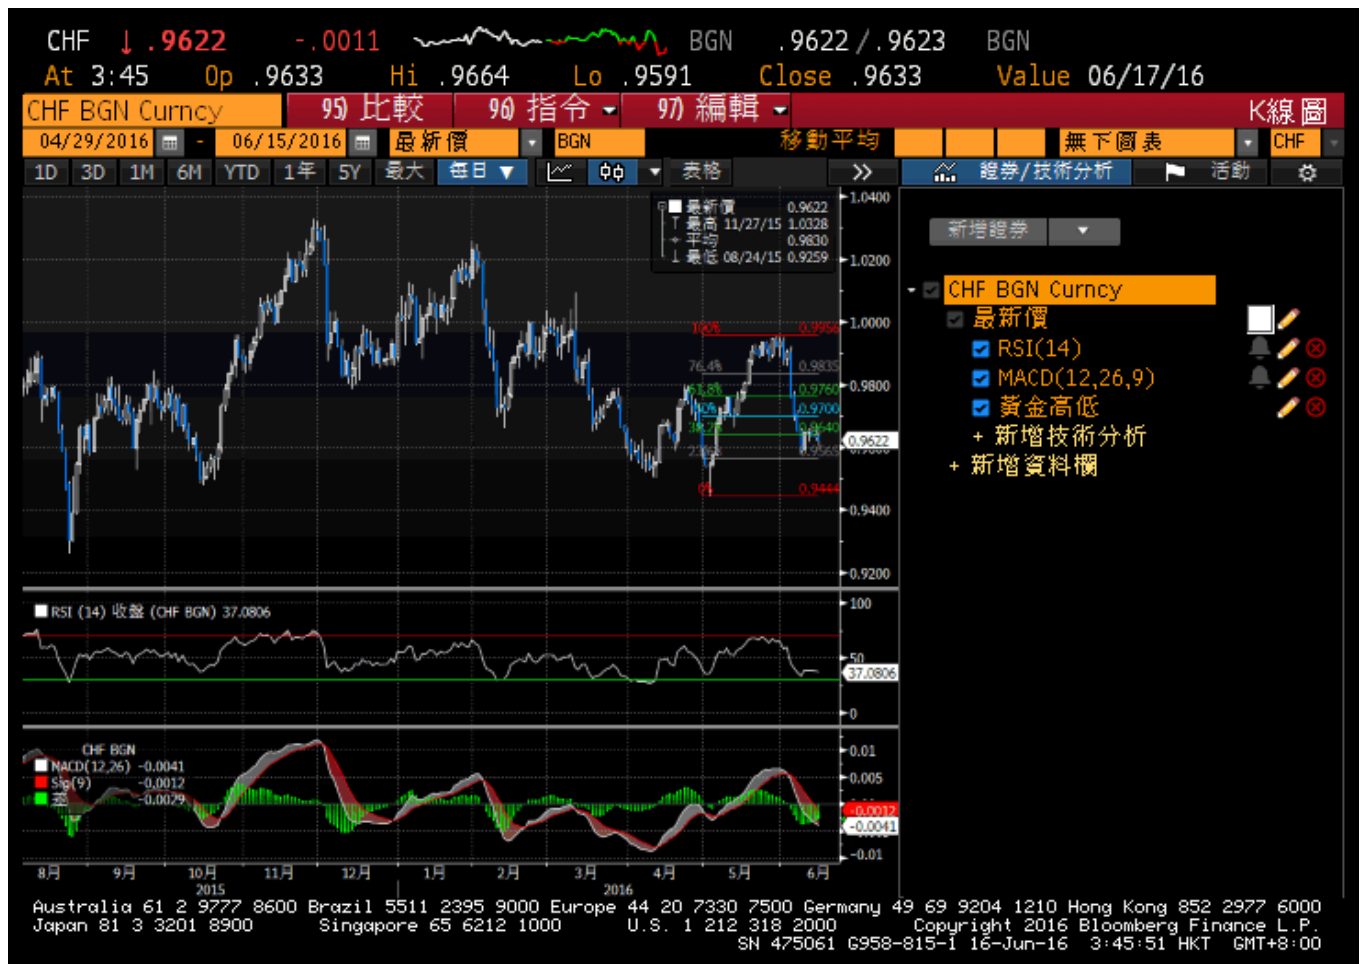 CHF ↓ .9622 -.0011 BGN .9622 / .9623 BGN
At 3:45 Op .9633 Hi .9664 Lo .9591 Close .9633 Value 06/17/16
CHF BGN Curncy 95) 比較 96) 指令 97) 編輯 K線圖
04/29/2016 - 06/15/2016 最新價 BGN 移動平均 無下圖表 CHF
1D 3D 1M 6M YTD 1年 5Y 最大 每日 ▼ 表格 >> 證券/技術分析 活動
新增證券
最新價 0.9622
最高 11/27/15 1.0328
平均 0.9830
最低 08/24/15 0.9259
CHF BGN Curncy
最新價
RSI(14)
MACD(12,26,9)
黃金高低
+ 新增技術分析
+ 新增資料欄
1.0400
1.0200
1.0000
0.9800
0.9622
0.9400
0.9200
100% 0.9956
76.4% 0.9835
61.8% 0.9760
0.9700
0.9640
0.9565
0% 0.9444
RSI (14) 收盤 (CHF BGN) 37.0806
100
50
37.0806
0
CHF BGN
MACD(12,26) -0.0041
Sig(9) -0.0012
-0.0029
0.01
0.005
-0.0012
-0.0041
-0.01
8月 9月 10月 11月 12月 1月 2月 3月 4月 5月 6月
2015 2016
Australia 61 2 9777 8600 Brazil 5511 2395 9000 Europe 44 20 7330 7500 Germany 49 69 9204 1210 Hong Kong 852 2977 6000
Japan 81 3 3201 8900 Singapore 65 6212 1000 U.S. 1 212 318 2000 Copyright 2016 Bloomberg Finance L.P.
SN 475061 G958-815-1 16-Jun-16 3:45:51 HKT GMT+8:00